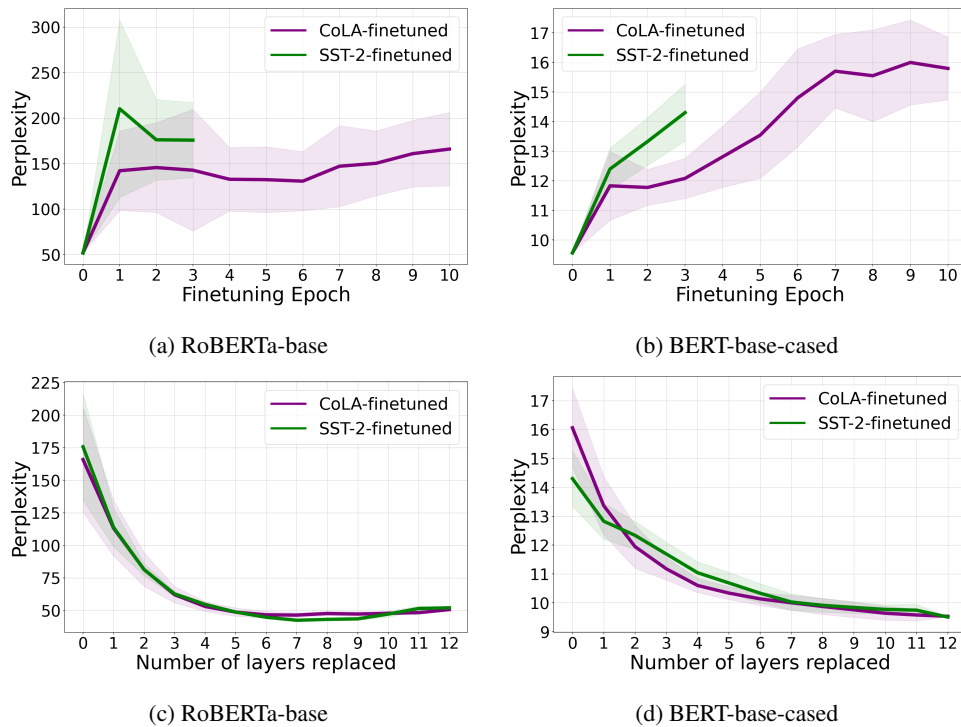 300
250
200
150
100
50
Perplexity
CoLA-finetuned
SST-2-finetuned
0 1 2 3 4 5 6 7 8 9 10
Finetuning Epoch
(a) RoBERTa-base
17
16
15
14
13
12
11
10
Perplexity
CoLA-finetuned
SST-2-finetuned
0 1 2 3 4 5 6 7 8 9 10
Finetuning Epoch
(b) BERT-base-cased
225
200
175
150
125
100
75
50
Perplexity
CoLA-finetuned
SST-2-finetuned
0 1 2 3 4 5 6 7 8 9 10 11 12
Number of layers replaced
(c) RoBERTa-base
17
16
15
14
13
12
11
10
9
Perplexity
CoLA-finetuned
SST-2-finetuned
0 1 2 3 4 5 6 7 8 9 10 11 12
Number of layers replaced
(d) BERT-base-cased